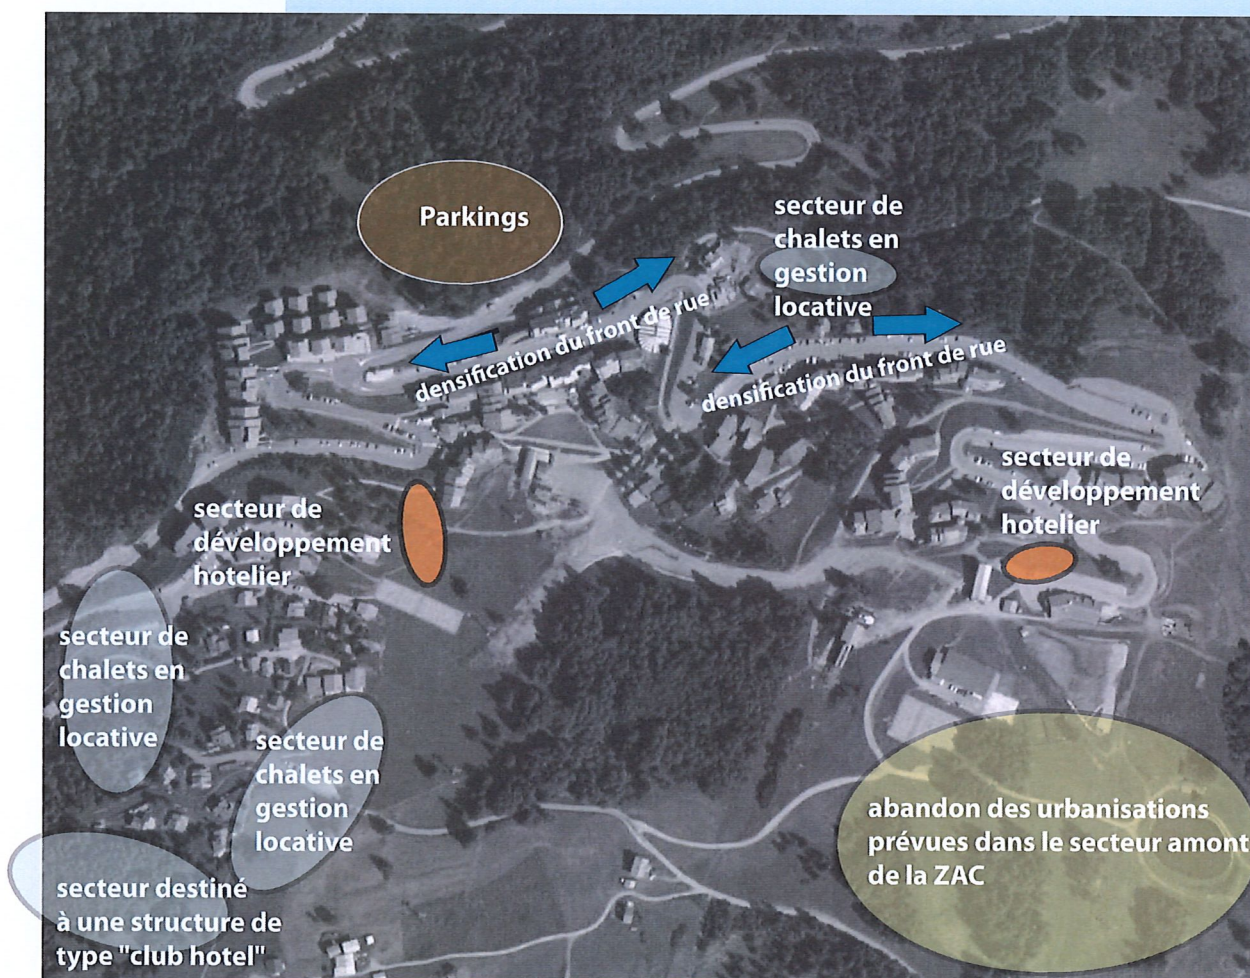 Parkings
secteur de
chalets en
gestion
locative
densification du front de rue
densification du front de rue
secteur de
développement
hotelier
secteur de
développement
hotelier
secteur de
chalets en
gestion
locative
secteur de
chalets en
gestion
locative
abandon des urbanisations
prévues dans le secteur amont
de la ZAC
secteur destiné
à une structure de
type "club hotel"